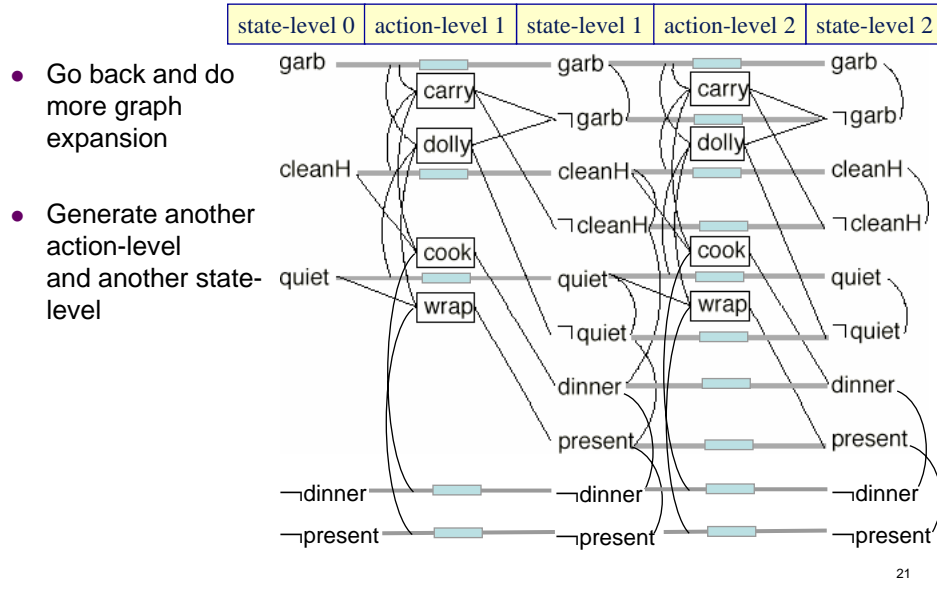 state-level 0 action-level 1 state-level 1 action-level 2 state-level 2
• Go back and do
more graph
expansion
• Generate another
action-level
and another state-
level
garb garb garb
carry carry
¬garb ¬garb
dolly dolly
cleanH cleanH cleanH
¬cleanH ¬cleanH
cook cook
quiet quiet quiet
wrap wrap
¬quiet ¬quiet
dinner dinner
present present
¬dinner ¬dinner ¬dinner
¬present ¬present ¬present
21